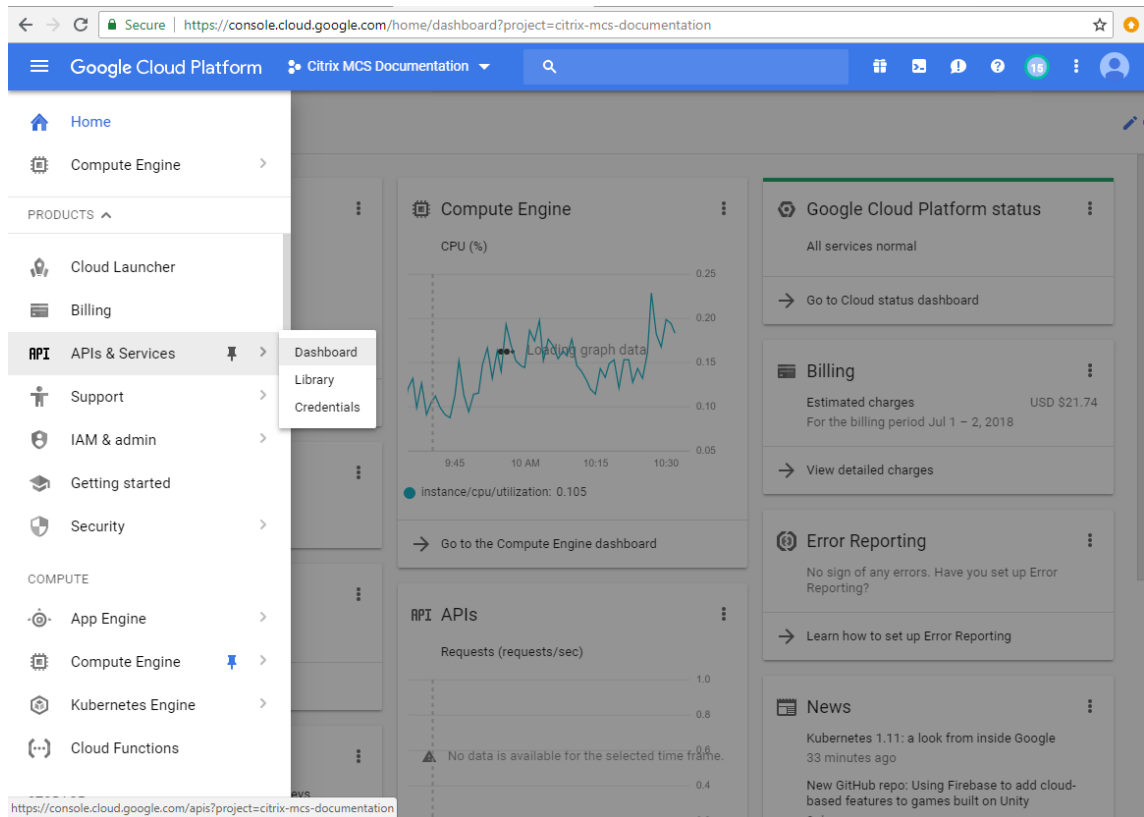 Secure | https://console.cloud.google.com/home/dashboard?project=citrix-mcs-documentation
Google Cloud Platform
Citrix MCS Documentation
15
Home
Compute Engine
PRODUCTS
Cloud Launcher
Billing
API APIs & Services
Support
IAM & admin
Getting started
Security
COMPUTE
App Engine
Compute Engine
Kubernetes Engine
Cloud Functions
Dashboard
Library
Credentials
Compute Engine
CPU (%)
0.25
0.20
0.15
0.10
0.05
Loading graph data
9:45 10 AM 10:15 10:30
instance/cpu/utilization: 0.105
Go to the Compute Engine dashboard
API APIs
Requests (requests/sec)
1.0
0.8
0.6
0.4
No data is available for the selected time frame.
Google Cloud Platform status
All services normal
Go to Cloud status dashboard
Billing
Estimated charges USD $21.74
For the billing period Jul 1 – 2, 2018
View detailed charges
Error Reporting
No sign of any errors. Have you set up Error
Reporting?
Learn how to set up Error Reporting
News
Kubernetes 1.11: a look from inside Google
33 minutes ago
New GitHub repo: Using Firebase to add cloud-
based features to games built on Unity
https://console.cloud.google.com/apis?project=citrix-mcs-documentation